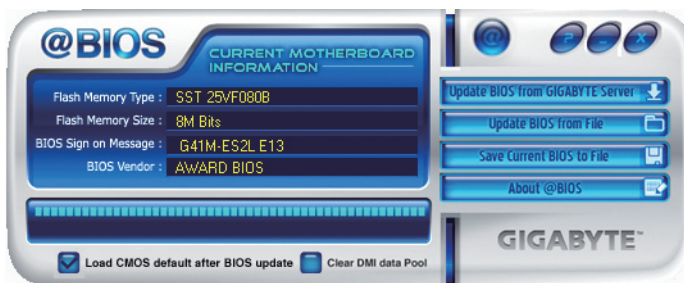 @BIOS
CURRENT MOTHERBOARD
INFORMATION
Flash Memory Type : SST 25VF080B
Flash Memory Size : 8M Bits
BIOS Sign on Message : G41M-ES2L E13
BIOS Vendor : AWARD BIOS
Load CMOS default after BIOS update
Clear DMI data Pool
@
? – X
Update BIOS from GIGABYTE Server
Update BIOS from File
Save Current BIOS to File
About @BIOS
GIGABYTE™